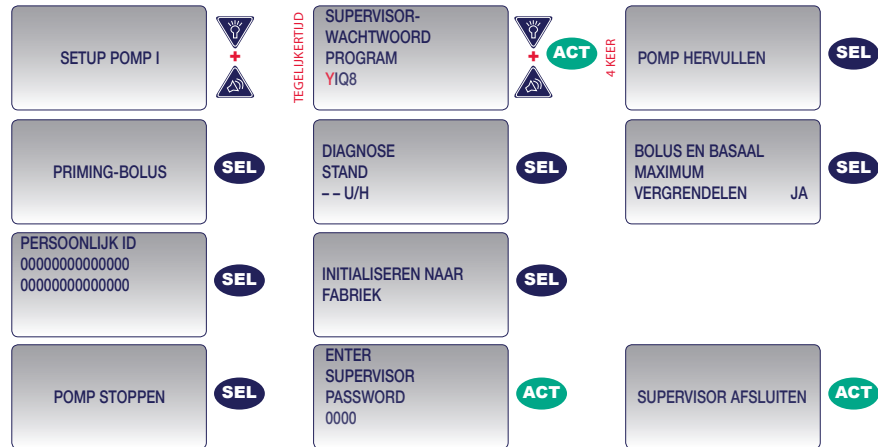 SETUP POMP I
+
TEGELIJKERTIJD
SUPERVISOR-
WACHTWOORD
PROGRAM
YIQ8
+
ACT
4 KEER
POMP HERVULLEN
SEL
PRIMING-BOLUS
SEL
DIAGNOSE
STAND
– – U/H
SEL
BOLUS EN BASAAL
MAXIMUM
VERGRENDELEN JA
SEL
PERSOONLIJK ID
00000000000000
00000000000000
SEL
INITIALISEREN NAAR
FABRIEK
SEL
POMP STOPPEN
SEL
ENTER
SUPERVISOR
PASSWORD
0000
ACT
SUPERVISOR AFSLUITEN
ACT